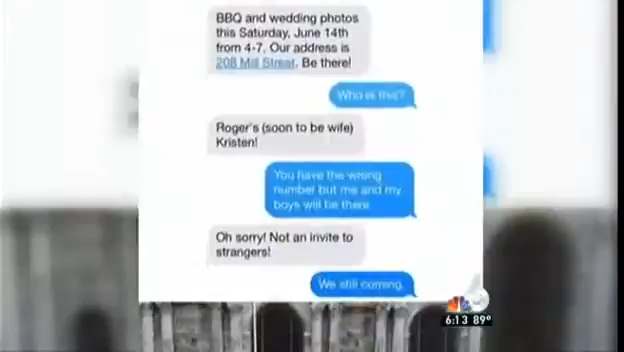 BBQ and wedding photos
this Saturday, June 14th
from 4-7. Our address is
208 Mill Street. Be there!
Who is this?
Roger's (soon to be wife)
Kristen!
You have the wrong
number but me and my
boys will be there
Oh sorry! Not an invite to
strangers!
We still coming.
6:13 89°